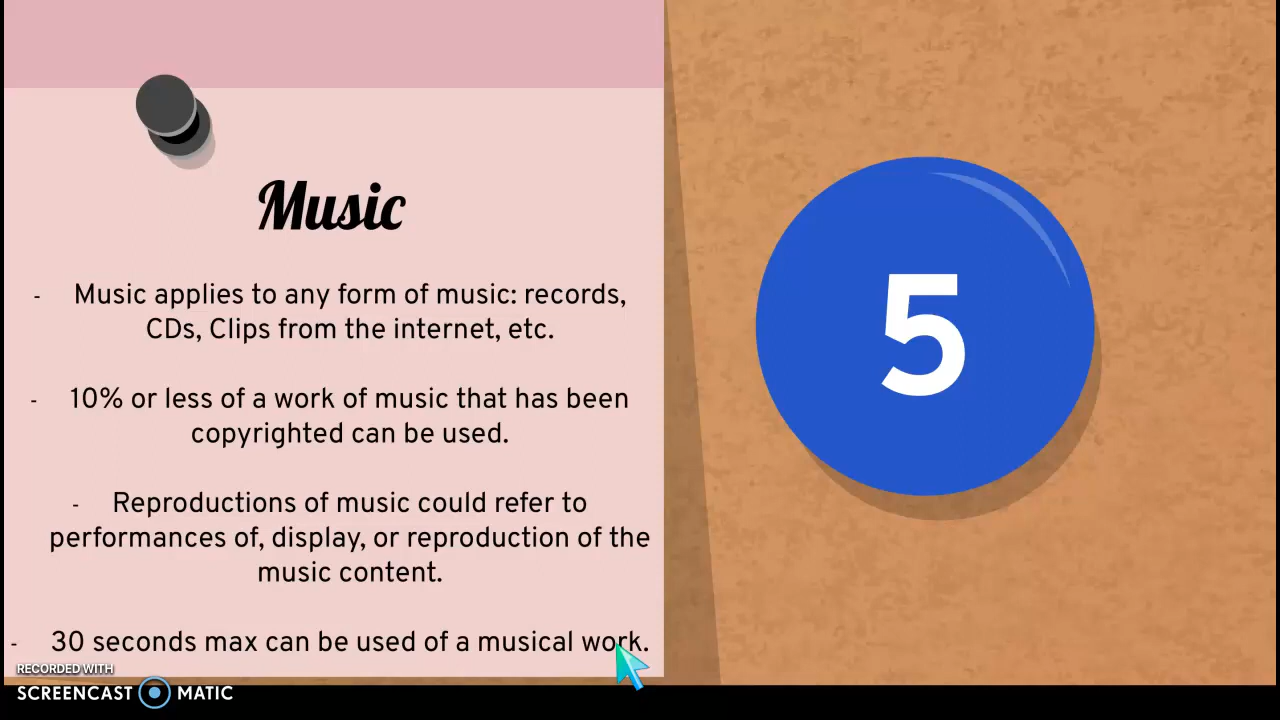 Music
- Music applies to any form of music: records,
CDs, Clips from the internet, etc.
- 10% or less of a work of music that has been
copyrighted can be used.
- Reproductions of music could refer to
performances of, display, or reproduction of the
music content.
- 30 seconds max can be used of a musical work.
5
RECORDED WITH
SCREENCAST MATIC